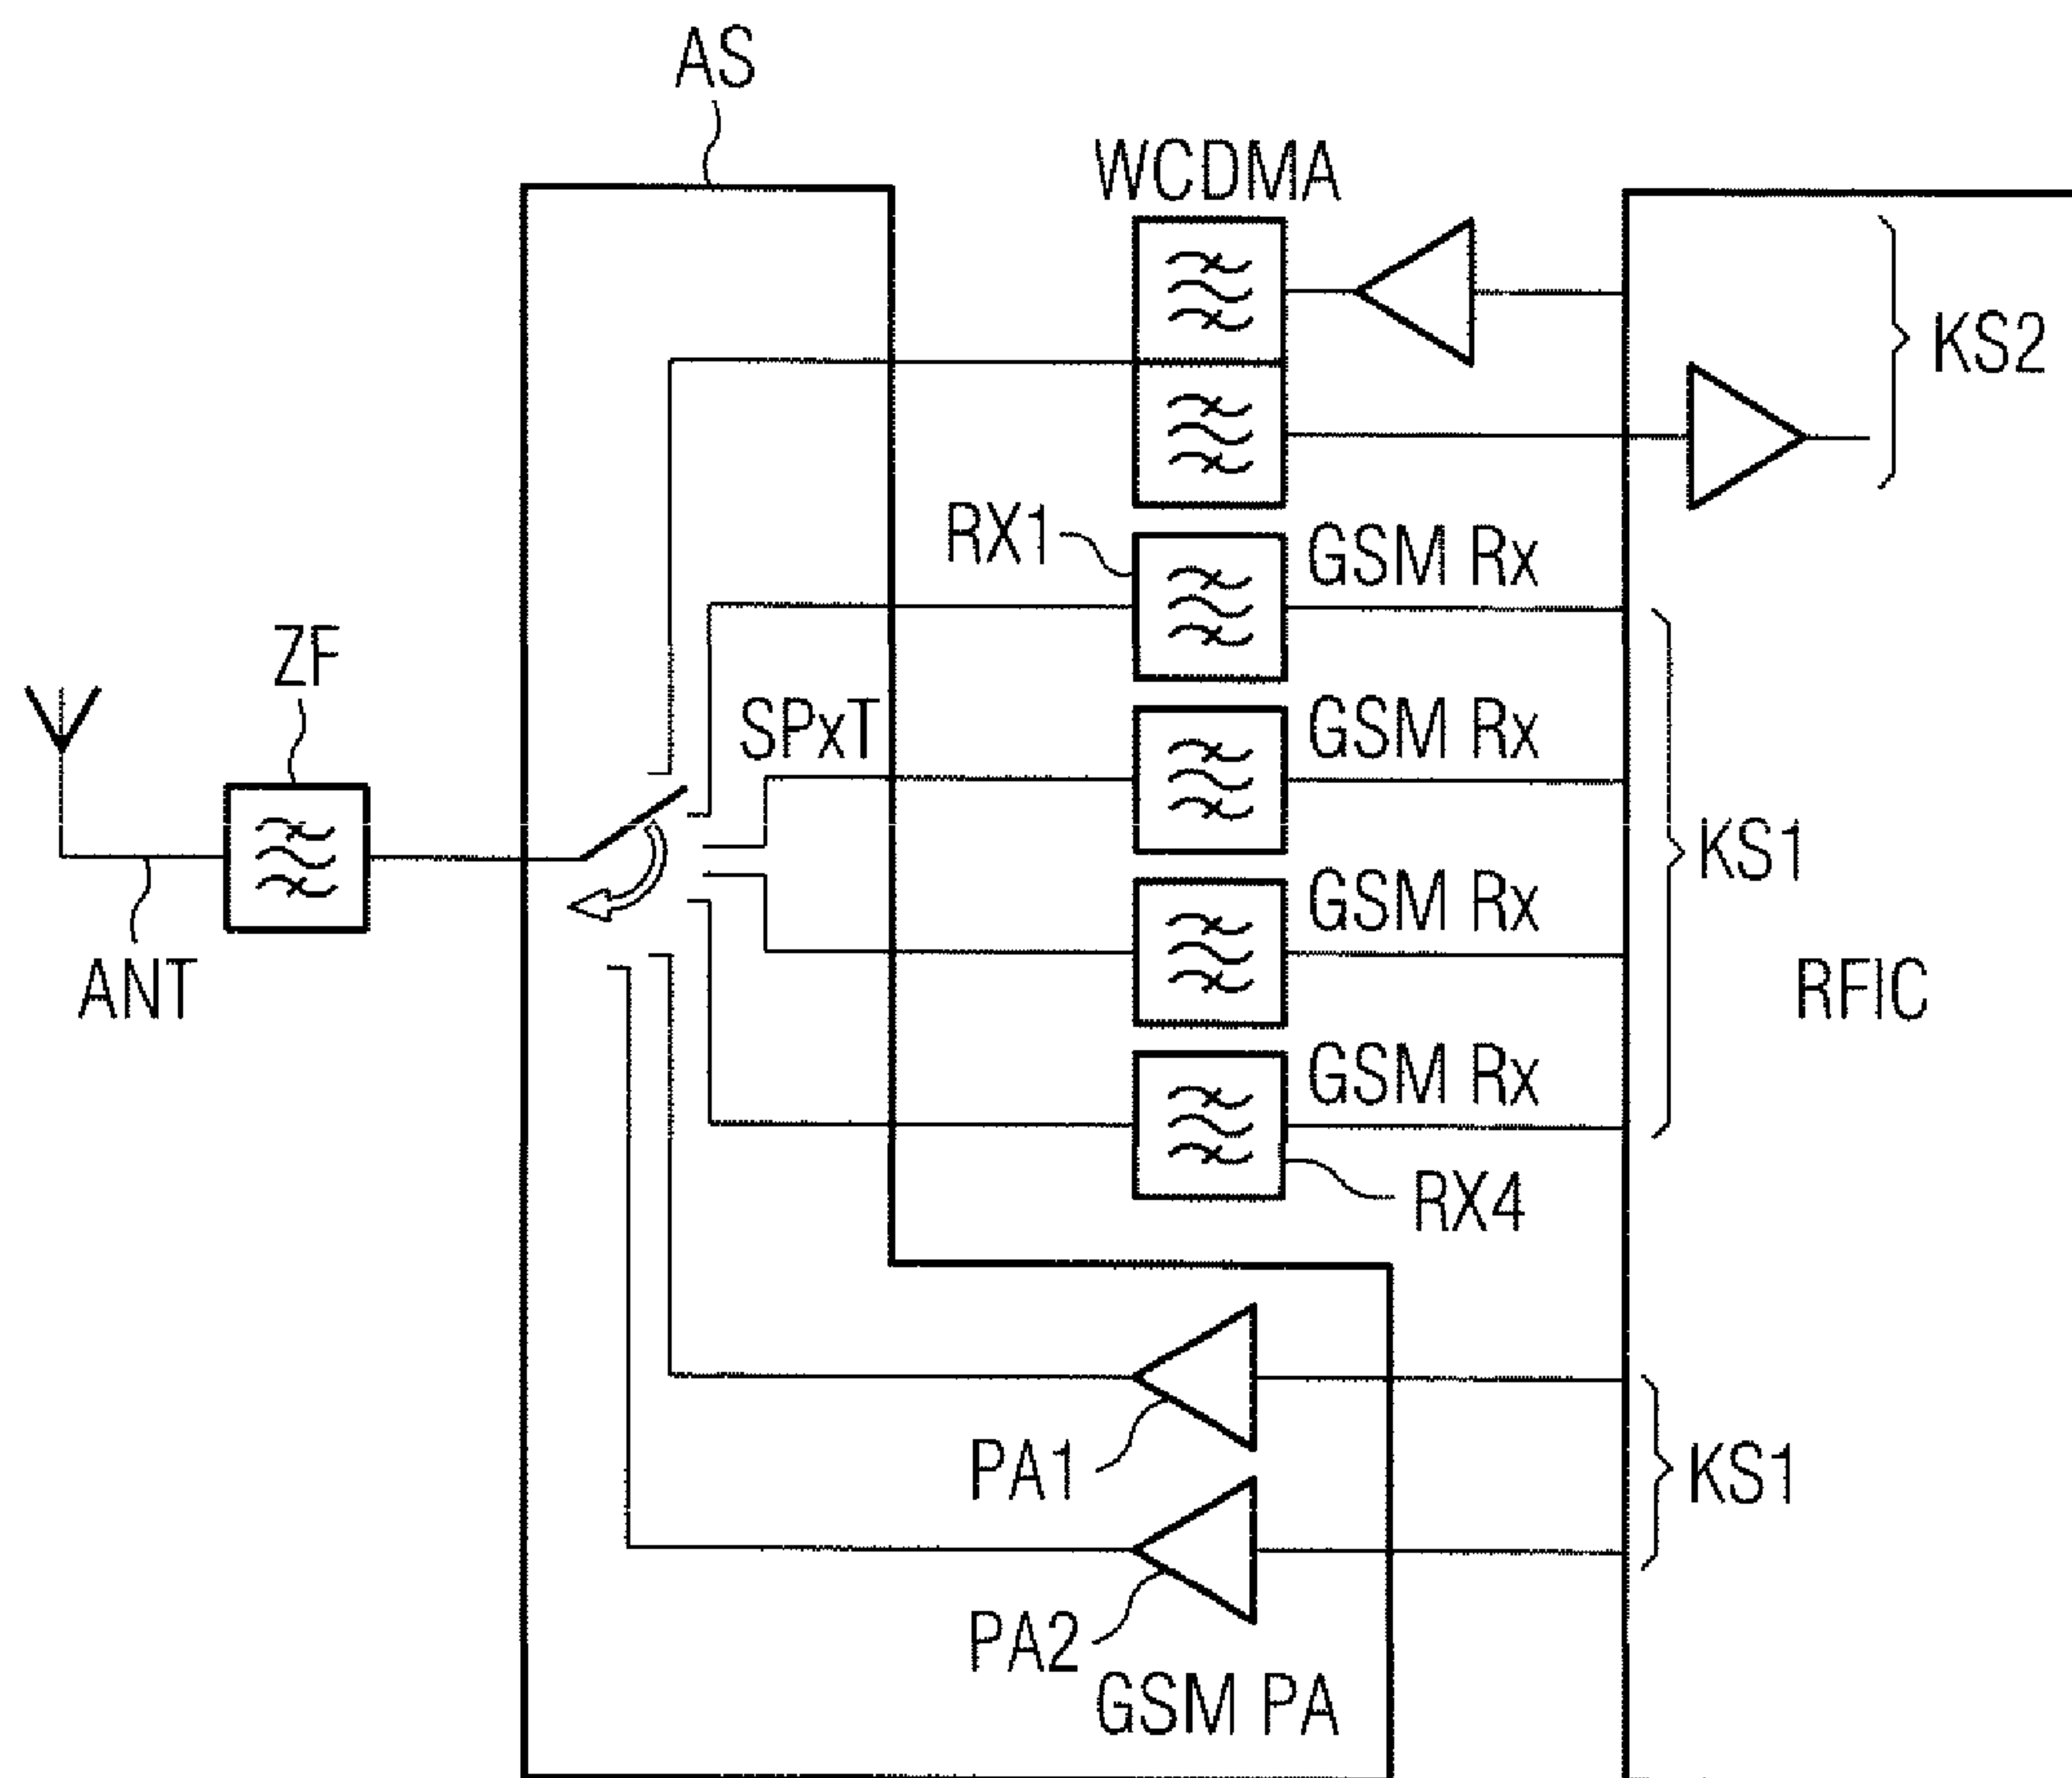 AS
WCDMA
KS2
RX1
GSM Rx
ZF
SPxT
GSM Rx
KS1
GSM Rx
ANT
RFIC
GSM Rx
RX4
PA1
KS1
PA2
GSM PA